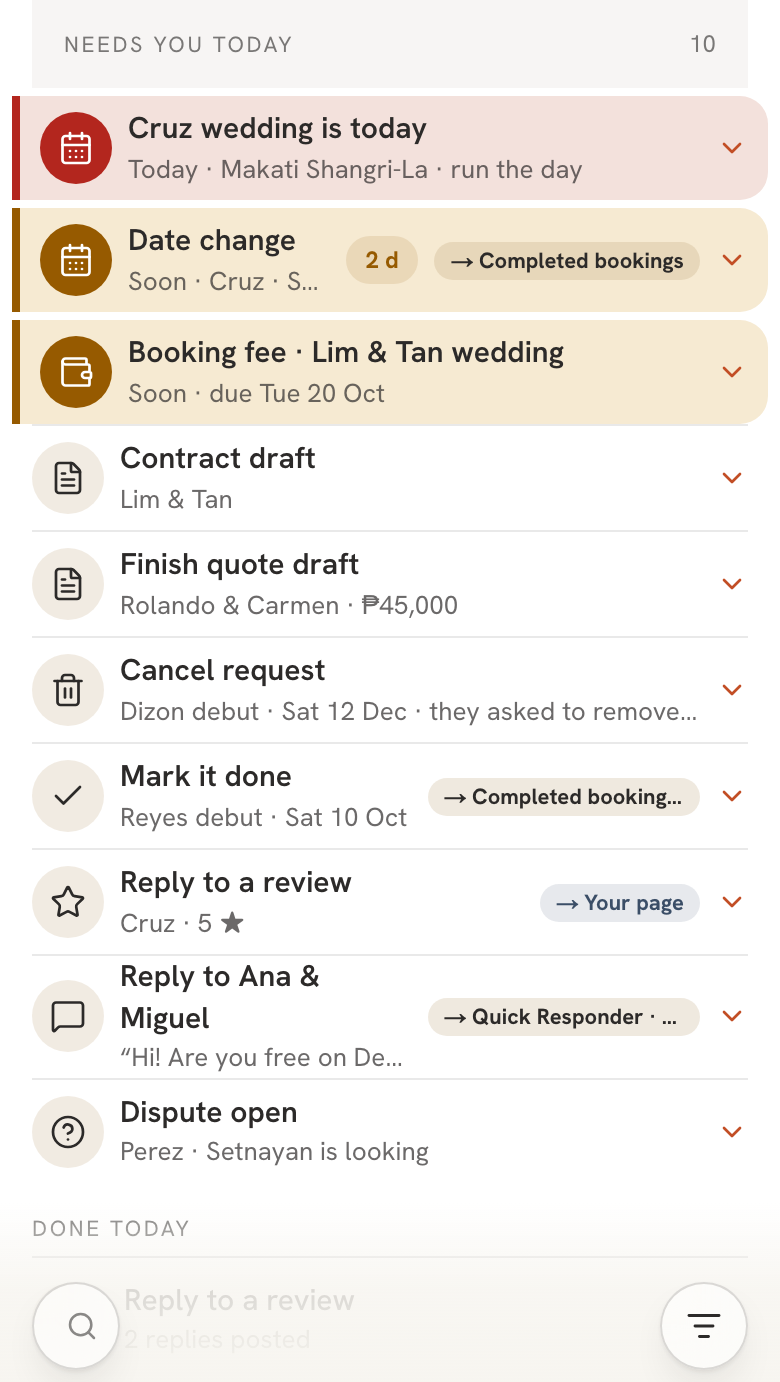 NEEDS YOU TODAY 10
Cruz wedding is today
Today · Makati Shangri-La · run the day
Date change
Soon · Cruz · S...
2 d
→ Completed bookings
Booking fee · Lim & Tan wedding
Soon · due Tue 20 Oct
Contract draft
Lim & Tan
Finish quote draft
Rolando & Carmen · ₱45,000
Cancel request
Dizon debut · Sat 12 Dec · they asked to remove...
Mark it done
Reyes debut · Sat 10 Oct
→ Completed booking...
Reply to a review
Cruz · 5 ★
→ Your page
Reply to Ana &
Miguel
“Hi! Are you free on De...
→ Quick Responder · ...
Dispute open
Perez · Setnayan is looking
DONE TODAY
Reply to a review
2 replies posted